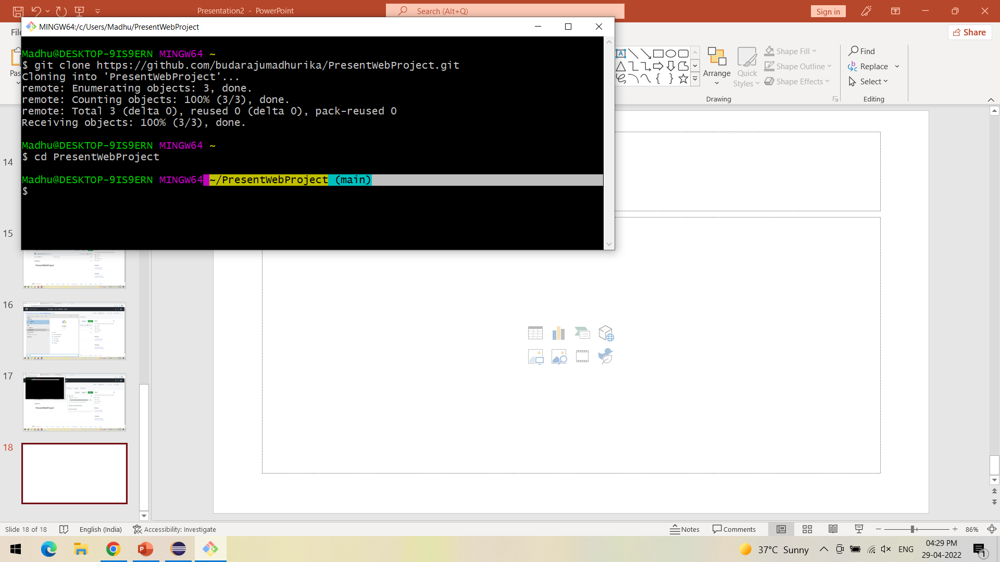 Presentation2 - PowerPoint
Search (Alt+Q)
Sign in
MINGW64:/c/Users/Madhu/PresentWebProject
Share
Madhu@DESKTOP-9IS9ERN MINGW64 ~
$ git clone https://github.com/budarajumadhurika/PresentWebProject.git
Cloning into 'PresentWebProject'...
remote: Enumerating objects: 3, done.
remote: Counting objects: 100% (3/3), done.
remote: Total 3 (delta 0), reused 0 (delta 0), pack-reused 0
Receiving objects: 100% (3/3), done.
Madhu@DESKTOP-9IS9ERN MINGW64 ~
$ cd PresentWebProject
Madhu@DESKTOP-9IS9ERN MINGW64 ~/PresentWebProject (main)
$
Arrange
Quick
Styles
Shape Fill
Shape Outline
Shape Effects
Drawing
Find
Replace
Select
Editing
14
15
PresentWebProject
16
17
PresentWebProject
18
Slide 18 of 18
English (India)
Accessibility: Investigate
Notes
Comments
86%
37°C Sunny
ENG
04:29 PM
29-04-2022
1